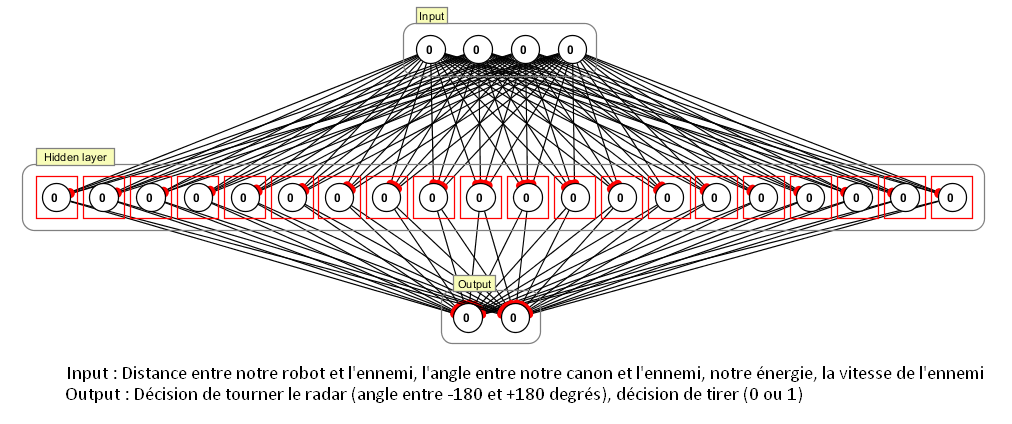 Input
0 0 0 0
Hidden layer
0 0 0 0 0 0 0 0 0 0 0 0 0 0 0 0 0 0 0 0
Output
0 0
Input : Distance entre notre robot et l'ennemi, l'angle entre notre canon et l'ennemi, notre énergie, la vitesse de l'ennemi
Output : Décision de tourner le radar (angle entre -180 et +180 degrés), décision de tirer (0 ou 1)